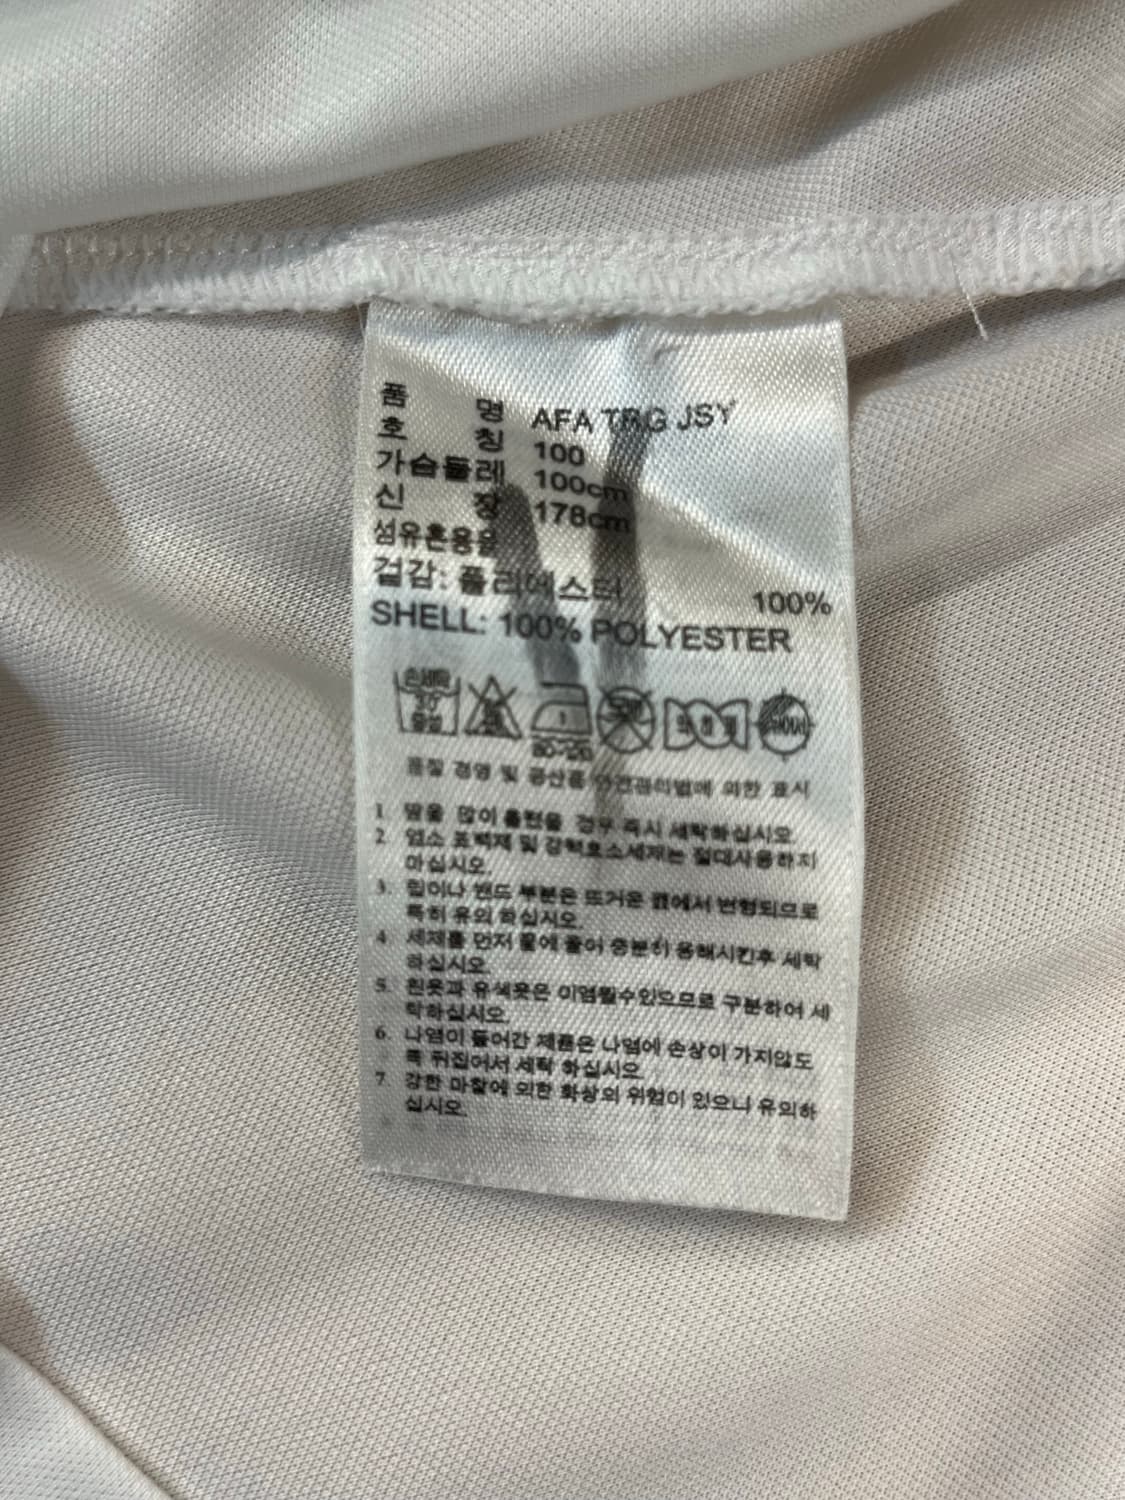 품 명 AFA TRG JSY
호 칭 100
가슴둘레 100cm
신 장 178cm
섬유혼용율
겉감: 폴리에스터 100%
SHELL: 100% POLYESTER
손세탁
30˚
중성
80~120
품질 경영 및 공산품 안전관리법에 의한 표시
1. 땀을 많이 흘렸을 경우 즉시 세탁하십시오.
2. 염소 표백제 및 강력효소세제는 절대사용하지
마십시오.
3. 립이나 밴드 부분은 뜨거운 열에서 변형되므로
특히 유의 하십시오.
4. 세제를 먼저 물에 풀어 충분히 용해시킨후 세탁
하십시오.
5. 흰옷과 유색옷은 이염될수있으므로 구분하여 세
탁하십시오.
6. 나염이 들어간 제품은 나염에 손상이 가지않도
록 뒤집어서 세탁 하십시오.
7. 강한 마찰에 의한 화상의 위험이 있으니 유의하
십시오.